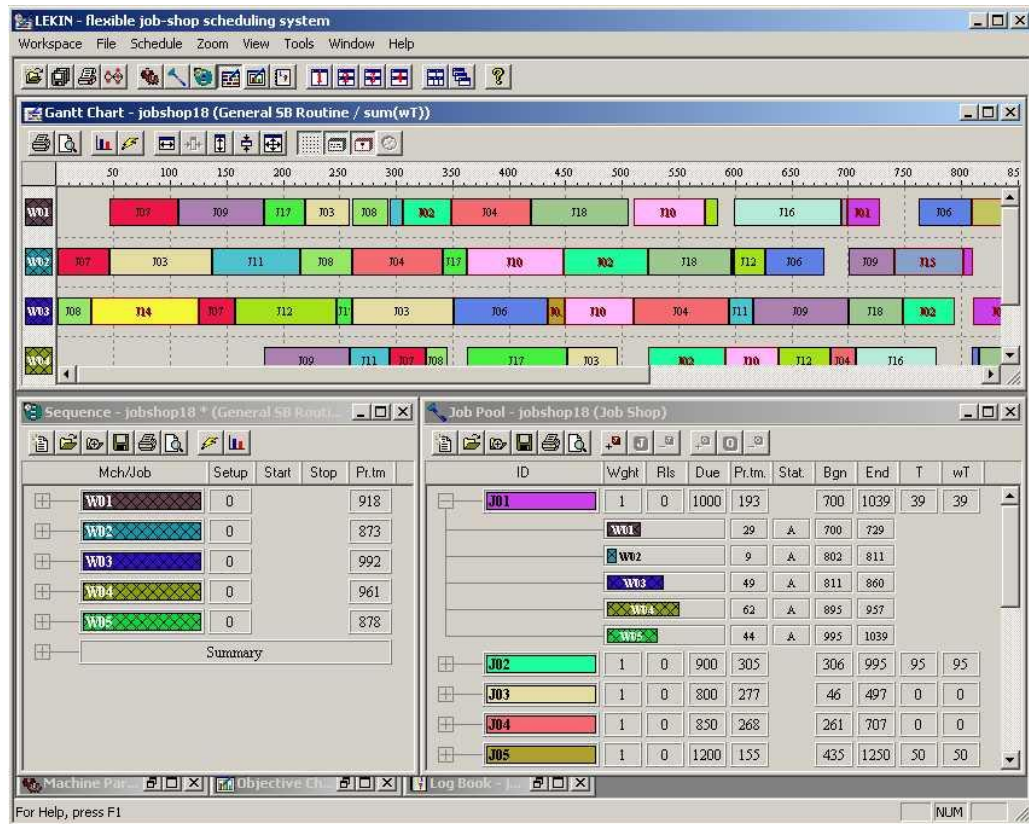 LEKIN - flexible job-shop scheduling system
Workspace File Schedule Zoom View Tools Window Help
Gantt Chart - jobshop18 (General SB Routine / sum(wT))
50 100 150 200 250 300 350 400 450 500 550 600 650 700 750 800 85
W01 J07 J09 J17 J03 J08 J02 J04 J18 J10 J16 J01 J06
W02 J07 J03 J11 J08 J04 J17 J10 J02 J18 J12 J06 J09 J15
W03 J08 J14 J07 J12 J1 J03 J06 J0 J10 J04 J11 J09 J18 J02
W04 J09 J11 J07 J08 J17 J03 J02 J10 J12 J04 J16
Sequence - jobshop18 * (General SB Routi...
Mch/Job Setup Start Stop Pr.tm
W01 0 918
W02 0 873
W03 0 992
W04 0 961
W05 0 878
Summary
Job Pool - jobshop18 (Job Shop)
ID Wght Rls Due Pr.tm. Stat. Bgn End T wT
J01 1 0 1000 193 700 1039 39 39
W01 29 A 700 729
W02 9 A 802 811
W03 49 A 811 860
W04 62 A 895 957
W05 44 A 995 1039
J02 1 0 900 305 306 995 95 95
J03 1 0 800 277 46 497 0 0
J04 1 0 850 268 261 707 0 0
J05 1 0 1200 155 435 1250 50 50
Machine Par... Objective Ch... Log Book - j...
For Help, press F1 NUM